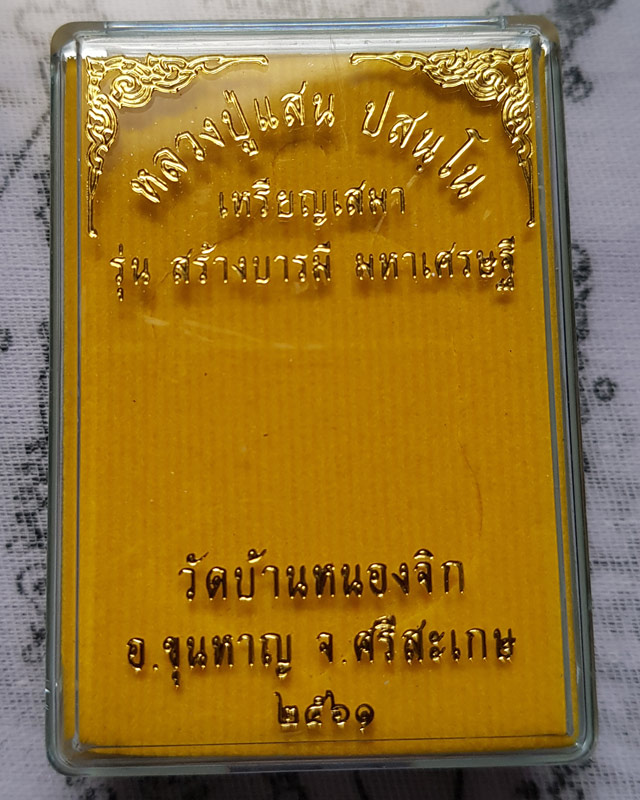 หลวงปู่แสน ปสนฺโน
เหรียญเสมา
รุ่น สร้างบารมี มหาเศรษฐี
วัดบ้านหนองจิก
อ.ขุนหาญ จ.ศรีสะเกษ
๒๕๖๑